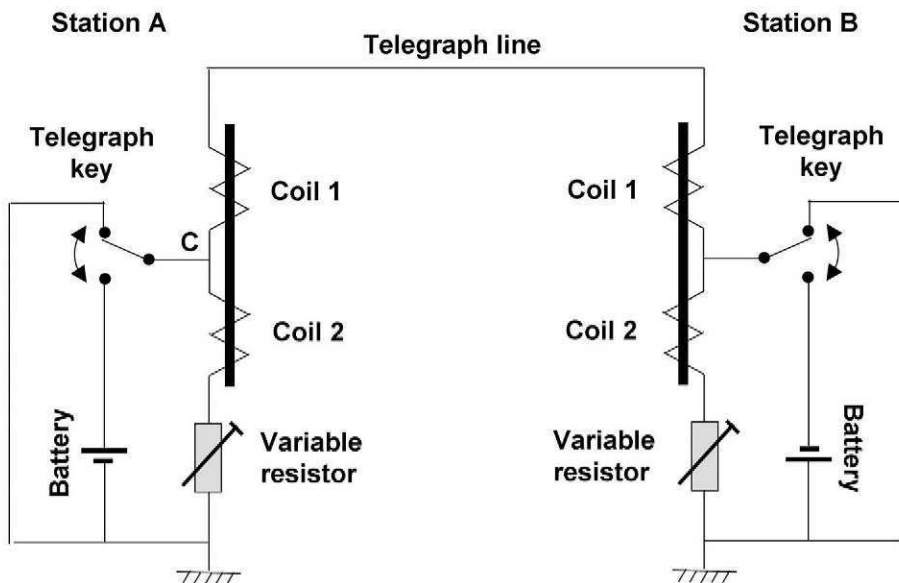 Station A
Station B
Telegraph line
Telegraph
key
Telegraph
key
Coil 1
Coil 1
C
Coil 2
Coil 2
Battery
Variable
resistor
Variable
resistor
Battery